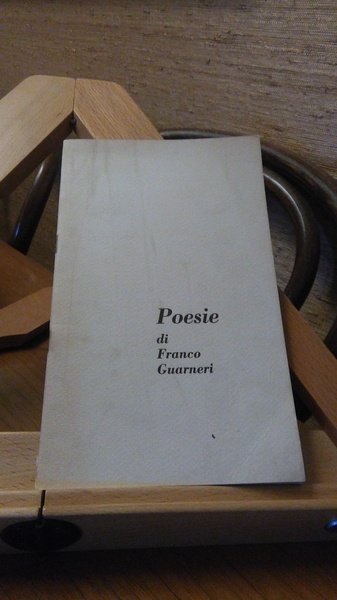 Poesie
di
Franco
Guarneri